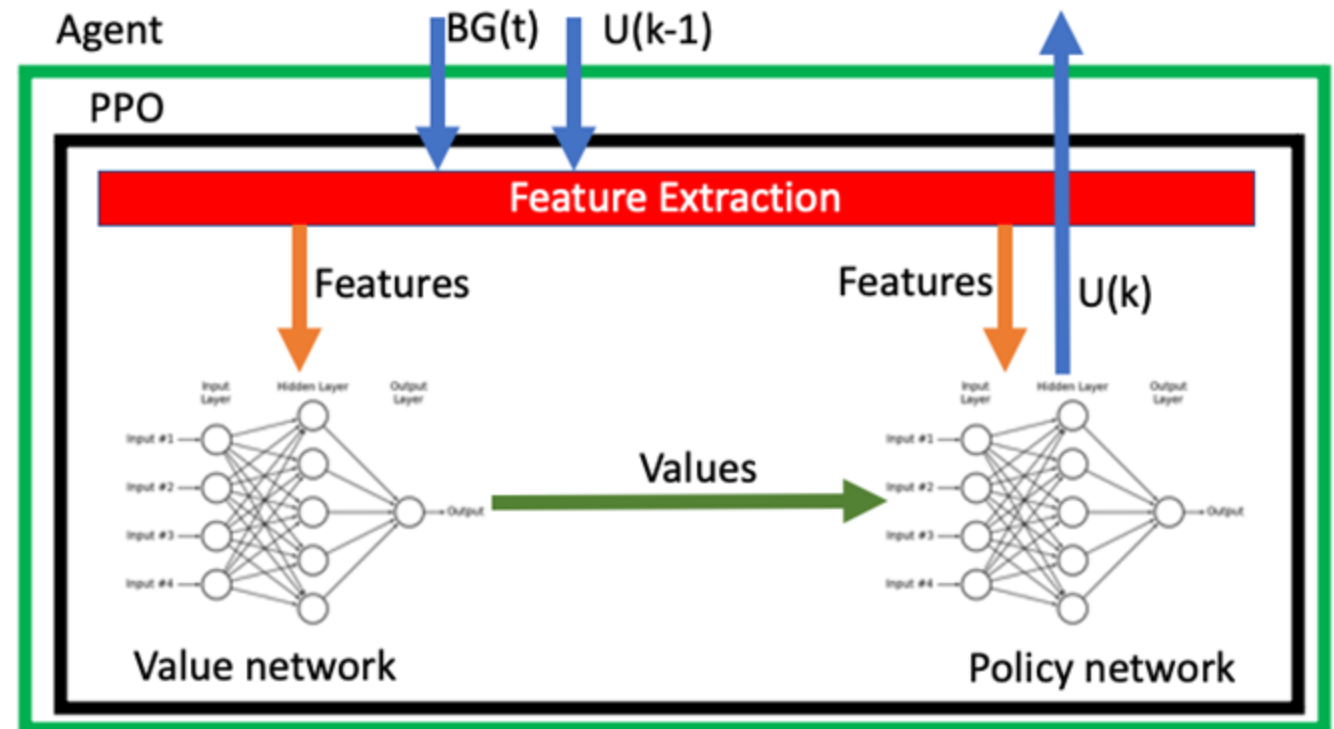 Agent
BG(t)
U(k-1)
PPO
Feature Extraction
Features
Features
U(k)
Input
Layer
Hidden Layer
Output
Layer
Input #1
Input #2
Input #3
Input #4
Output
Value network
Values
Input
Layer
Hidden Layer
Output
Layer
Input #1
Input #2
Input #3
Input #4
Output
Policy network